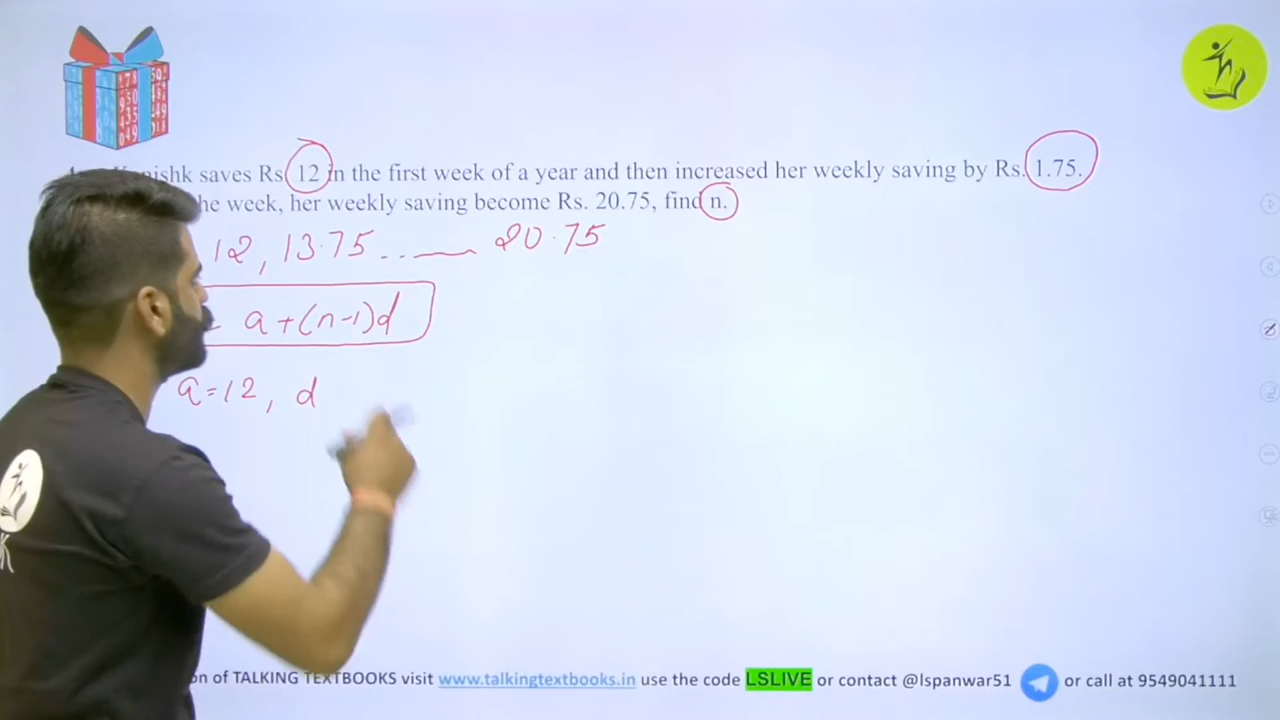 nishk saves Rs. 12 in the first week of a year and then increased her weekly saving by Rs. 1.75.
he week, her weekly saving become Rs. 20.75, find n.
12, 13.75 ..—— 20.75
= a+(n-1)d
a=12, d
on of TALKING TEXTBOOKS visit www.talkingtextbooks.in use the code LSLIVE or contact @lspanwar51 or call at 9549041111